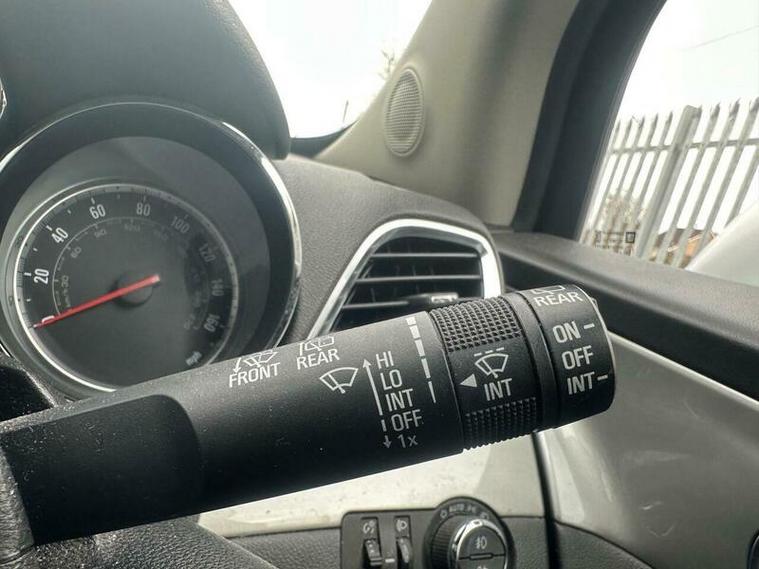 20
40
60
80
100
120
140
160
mph
FRONT
REAR
HI
LO
INT
OFF
1x
INT
REAR
ON
OFF
INT
AUTO